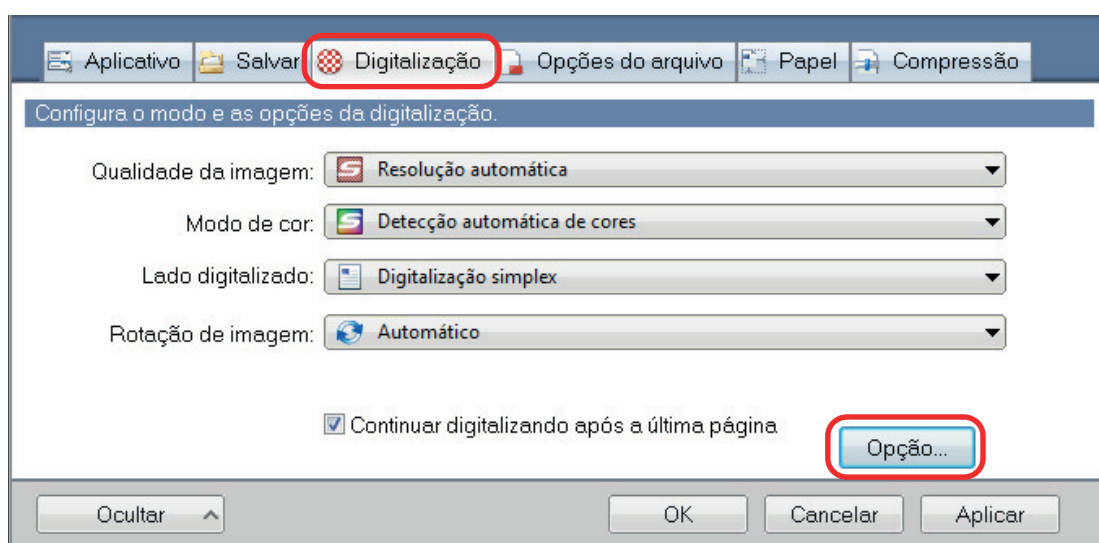 Aplicativo Salvar Digitalização Opções do arquivo Papel Compressão
Configura o modo e as opções da digitalização.
Qualidade da imagem: Resolução automática
Modo de cor: Detecção automática de cores
Lado digitalizado: Digitalização simplex
Rotação de imagem: Automático
Continuar digitalizando após a última página
Opção...
Ocultar OK Cancelar Aplicar